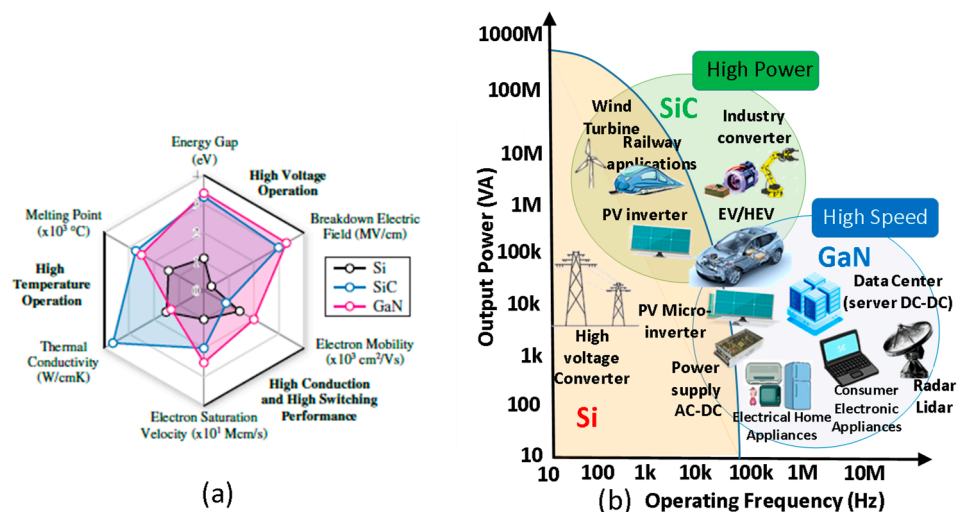 Energy Gap
(eV)
High Voltage
Operation
Melting Point
(x10³ °C)
Breakdown Electric
Field (MV/cm)
High
Temperature
Operation
Si
SiC
GaN
Thermal
Conductivity
(W/cmK)
Electron Mobility
(x10³ cm²/Vs)
High Conduction
and High Switching
Performance
Electron Saturation
Velocity (x10¹ Mcm/s)
(a)
Output Power (VA)
1000M
100M
10M
1M
100k
10k
1k
100
10
High Power
SiC
Wind
Turbine
Industry
converter
Railway
applications
PV inverter
EV/HEV
High Speed
GaN
Data Center
(server DC-DC)
PV Micro-
inverter
High
voltage
Converter
Power
supply
AC-DC
Electrical Home
Appliances
Consumer
Electronic
Appliances
Radar
Lidar
Si
10 100 1k 10k 100k 1M 10M
(b) Operating Frequency (Hz)